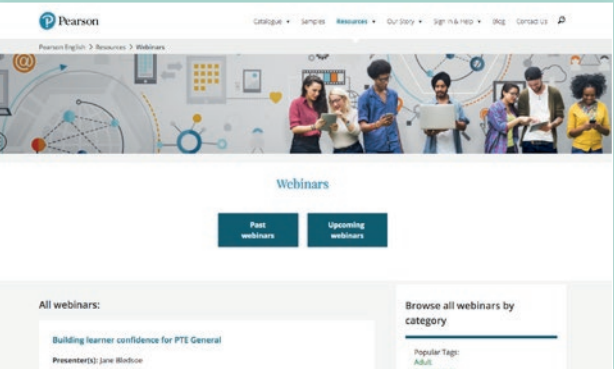 Pearson
Catalogue Samples Resources Our Story Sign In & Help Blog Contact Us
Pearson English > Resources > Webinars
Webinars
Past
webinars
Upcoming
webinars
All webinars:
Building learner confidence for PTE General
Presenter(s): Jane Bledsoe
Browse all webinars by
category
Popular Tags:
Adult